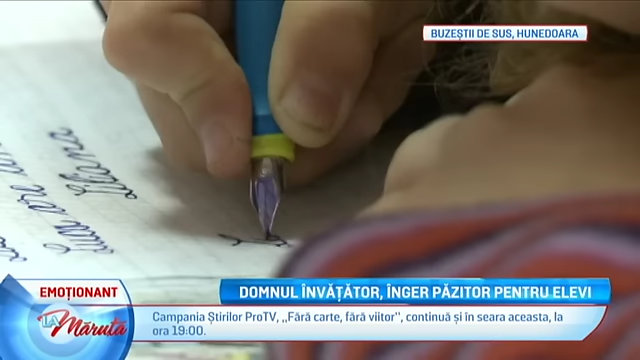 BUZEȘTII DE SUS, HUNEDOARA
EMOȚIONANT
DOMNUL ÎNVĂȚĂTOR, ÎNGER PĂZITOR PENTRU ELEVI
LA Măruță
Campania Știrilor ProTV, ,,Fără carte, fără viitor'', continuă și în seara aceasta, la
ora 19:00.